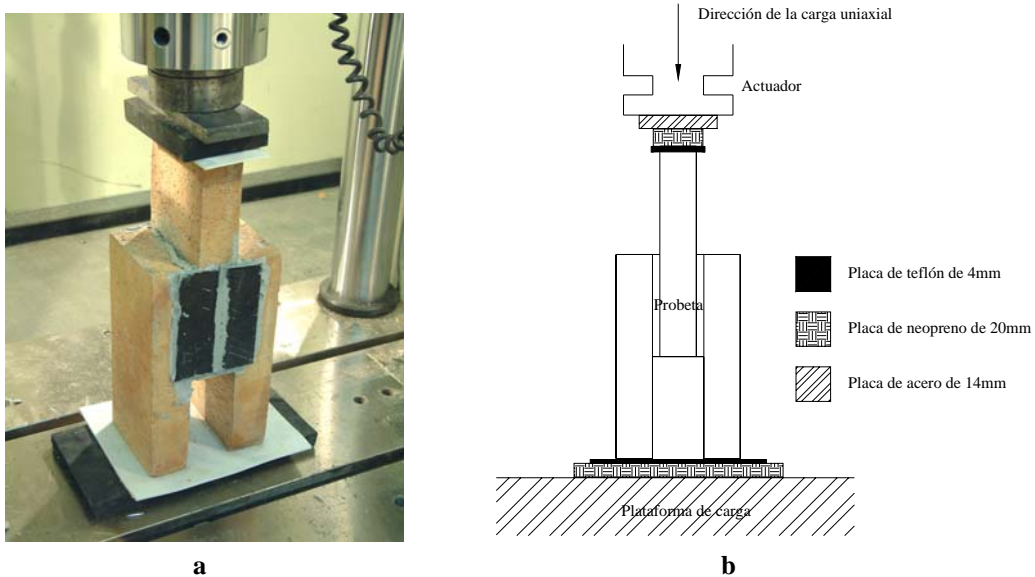 Dirección de la carga uniaxial
Actuador
Probeta
Placa de teflón de 4mm
Placa de neopreno de 20mm
Placa de acero de 14mm
Plataforma de carga
a
b